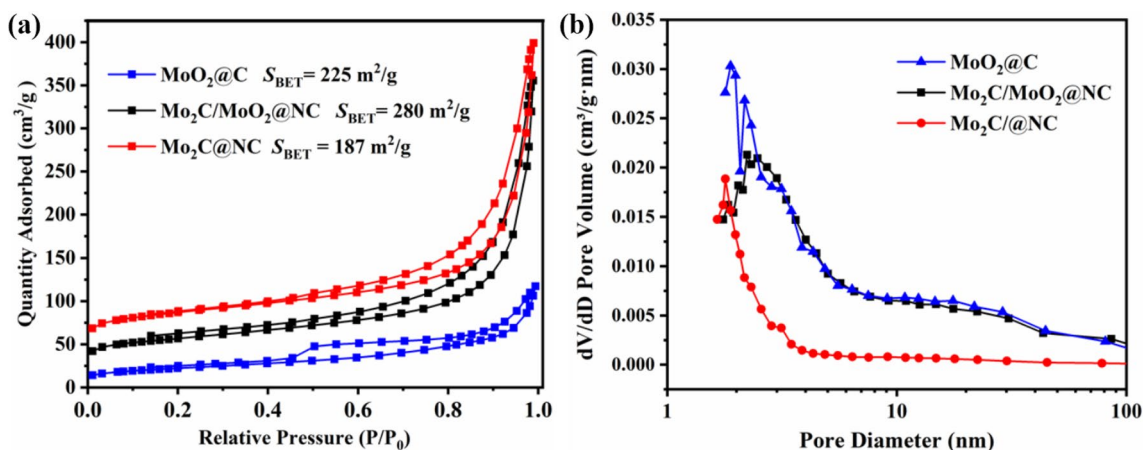 (a)
400
350
300
250
200
150
100
50
0
Quantity Adsorbed (cm³/g)
MoO₂@C S_BET= 225 m²/g
Mo₂C/MoO₂@NC S_BET= 280 m²/g
Mo₂C@NC S_BET= 187 m²/g
0.0 0.2 0.4 0.6 0.8 1.0
Relative Pressure (P/P₀)
(b)
0.035
0.030
0.025
0.020
0.015
0.010
0.005
0.000
dV/dD Pore Volume (cm³/g·nm)
MoO₂@C
Mo₂C/MoO₂@NC
Mo₂C/@NC
1 10 100
Pore Diameter (nm)